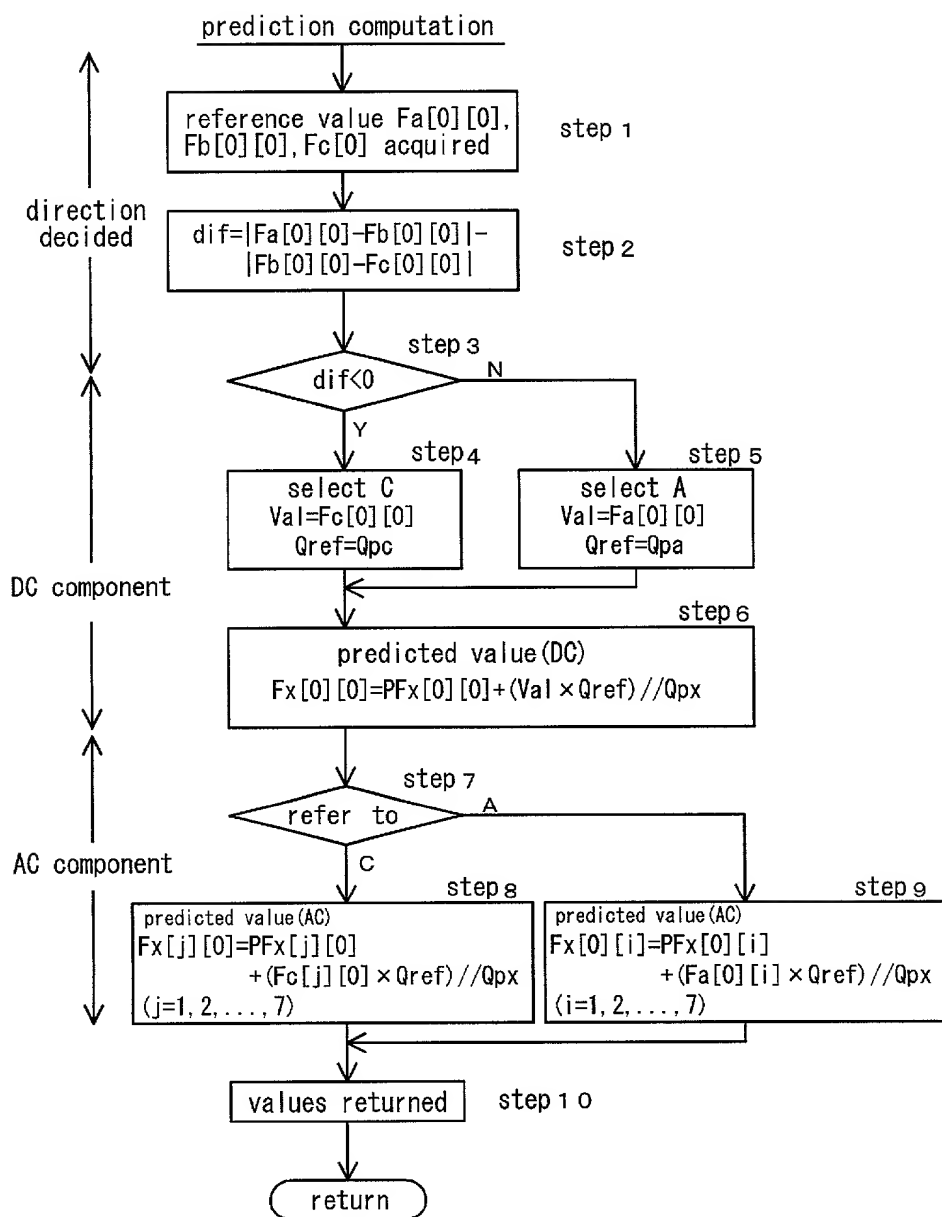 prediction computation
reference value Fa[0][0],
Fb[0][0], Fc[0] acquired
step 1
direction
decided
dif=|Fa[0][0]-Fb[0][0]|-
|Fb[0][0]-Fc[0][0]|
step 2
step 3
dif<0
N
Y
step 4
select C
Val=Fc[0][0]
Qref=Qpc
step 5
select A
Val=Fa[0][0]
Qref=Qpa
DC component
step 6
predicted value(DC)
Fx[0][0]=PFx[0][0]+(Val×Qref)//Qpx
step 7
refer to
A
C
AC component
step 8
predicted value(AC)
Fx[j][0]=PFx[j][0]
+(Fc[j][0]×Qref)//Qpx
(j=1, 2, ..., 7)
step 9
predicted value(AC)
Fx[0][i]=PFx[0][i]
+(Fa[0][i]×Qref)//Qpx
(i=1, 2, ..., 7)
values returned
step 10
return